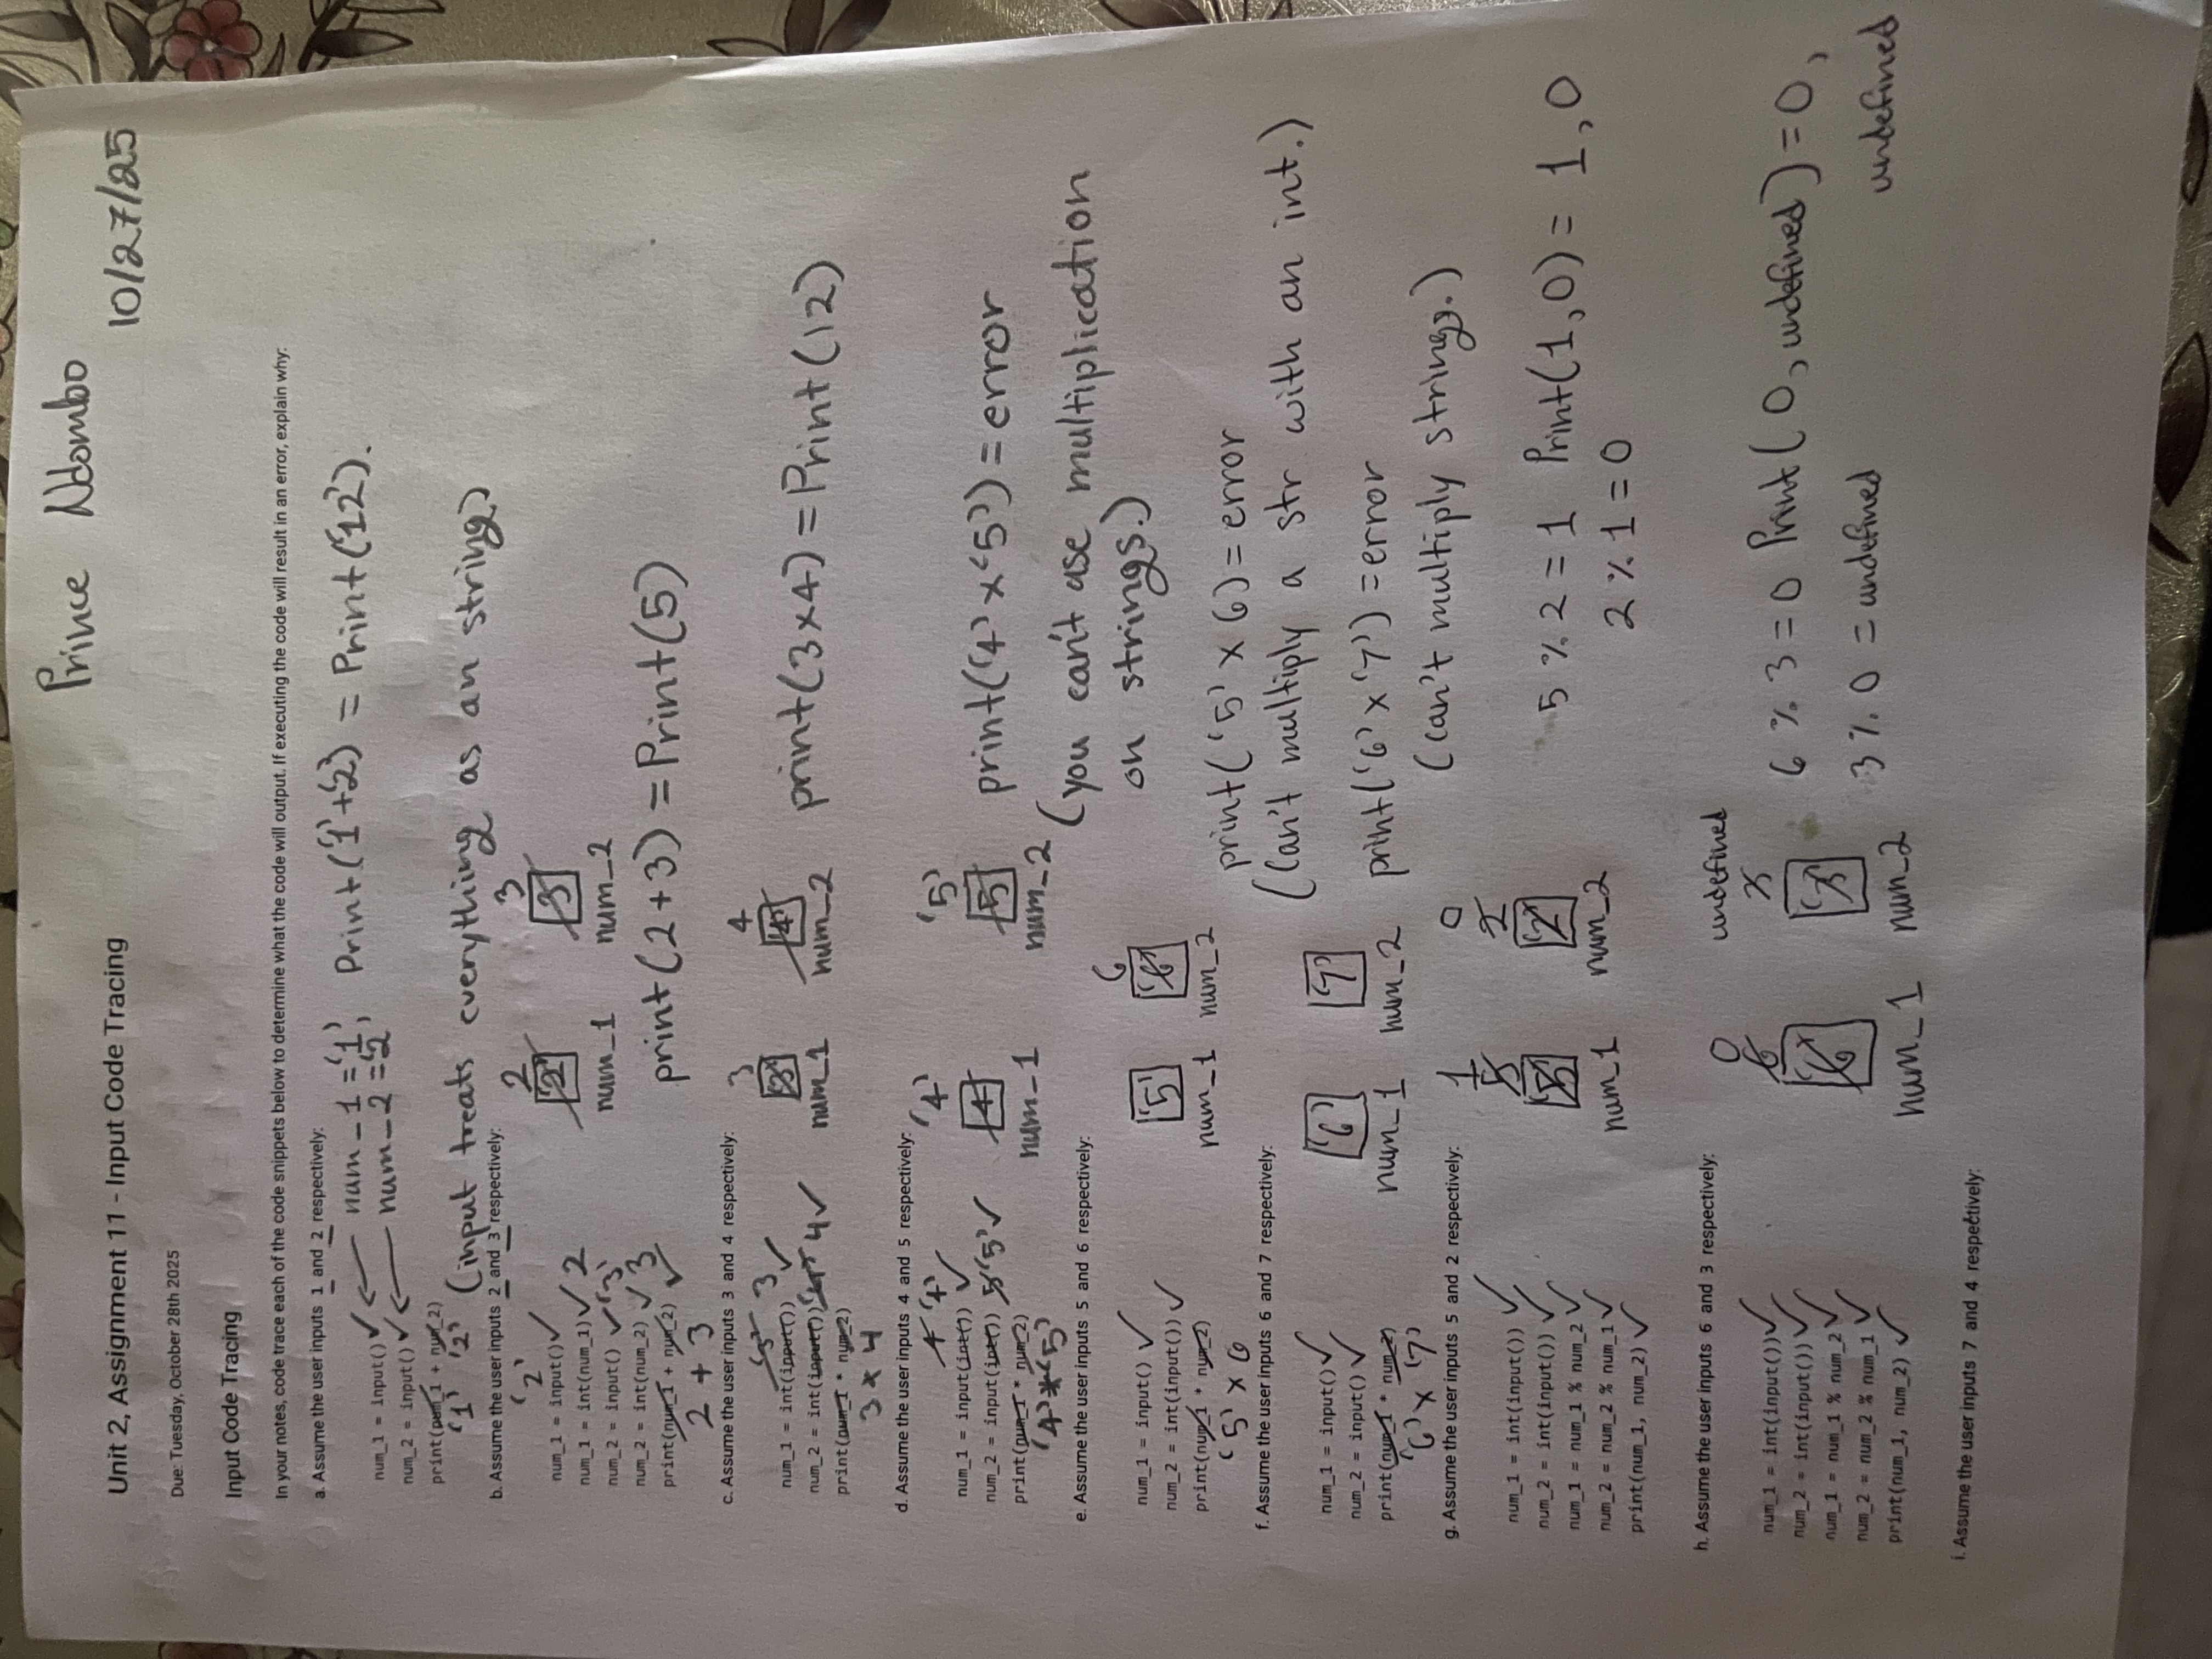 Prince Ndombo
Unit 2, Assignment 11 - Input Code Tracing
10/27/25
Due: Tuesday, October 28th 2025
Input Code Tracing
In your notes, code trace each of the code snippets below to determine what the code will output. If executing the code will result in an error, explain why:
a. Assume the user inputs 1 and 2 respectively:
num_1 = '1', Print('1'+'2') = Print('12').
num_1 = input()
num_2 = '2'
num_2 = input()
print(num_1 + num_2)
'1' '2' (input treats everything as an string)
b. Assume the user inputs 2 and 3 respectively:
'2'
2 3
num_1 = input() '2' '3'
num_1 = int(num_1) 2
num_1 num_2
num_2 = input() '3'
num_2 = int(num_2) 3
print(num_1 + num_2) print(2+3) = Print(5)
2 + 3
c. Assume the user inputs 3 and 4 respectively:
3 4
'3' 3
num_1 = int(input()) '3' '4'
num_2 = int(input()) '4' 4 num_1 num_2 print(3x4) = Print(12)
print(num_1 * num_2)
3 x 4
d. Assume the user inputs 4 and 5 respectively:
4 '4' '4' '5'
num_1 = input(int())
num_2 = input(int()) 5 '5' 4 5 print('4' x '5') = error
print(num_1 * num_2) num_1 num_2
'4' * '5'
(you can't use multiplication
on strings.)
e. Assume the user inputs 5 and 6 respectively:
6
num_1 = input() '5' '6'
num_2 = int(input())
print(num_1 * num_2) num_1 num_2
'5' x 6 print('5' x 6) = error
f. Assume the user inputs 6 and 7 respectively:
(Can't multiply a str with an int.)
num_1 = input() '6' '7'
num_2 = input()
print(num_1 * num_2) num_1 num_2 print('6' x '7') = error
'6' x '7'
(can't multiply strings.)
g. Assume the user inputs 5 and 2 respectively:
1 0
5 2
num_1 = int(input())
num_2 = int(input()) '5' '2' 5 % 2 = 1 Print(1,0) = 1,0
num_1 = num_1 % num_2
num_2 = num_2 % num_1 num_1 num_2
print(num_1, num_2) 2 % 1 = 0
h. Assume the user inputs 6 and 3 respectively:
0 undefined
6 3
num_1 = int(input())
num_2 = int(input()) '6' '3' 6 % 3 = 0 Print(0, undefined) = 0,
num_1 = num_1 % num_2
num_2 = num_2 % num_1 3 % 0 = undefined undefined
print(num_1, num_2) num_1 num_2
i. Assume the user inputs 7 and 4 respectively: